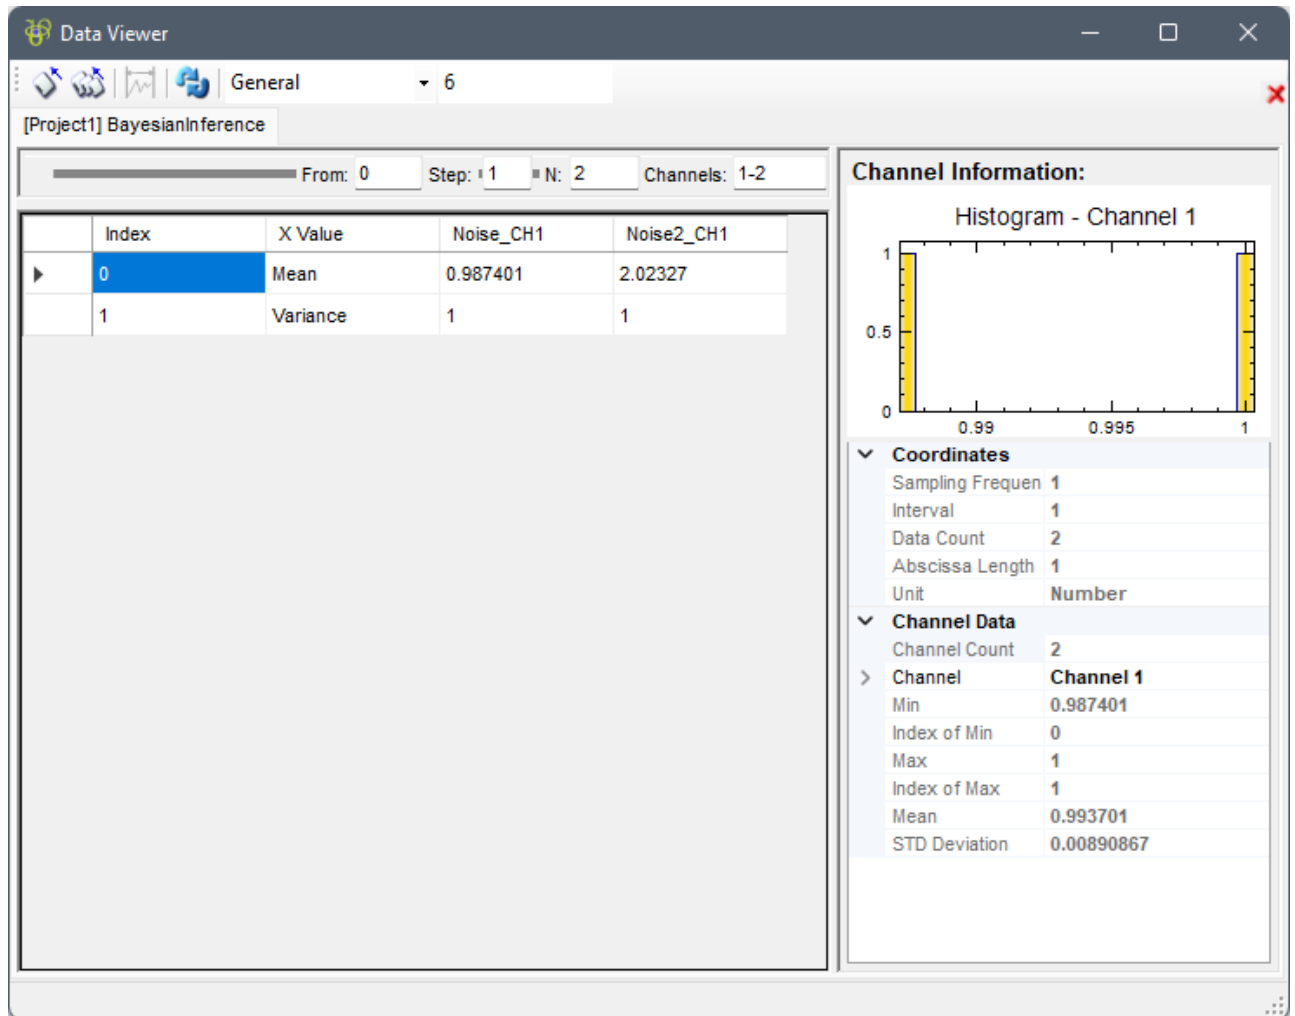 Data Viewer
General 6
[Project1] BayesianInference
From: 0 Step: 1 N: 2 Channels: 1-2
Index X Value Noise_CH1 Noise2_CH1
0 Mean 0.987401 2.02327
1 Variance 1 1
Channel Information:
Histogram - Channel 1
1
0.5
0
0.99 0.995 1
Coordinates
Sampling Frequen 1
Interval 1
Data Count 2
Abscissa Length 1
Unit Number
Channel Data
Channel Count 2
Channel Channel 1
Min 0.987401
Index of Min 0
Max 1
Index of Max 1
Mean 0.993701
STD Deviation 0.00890867